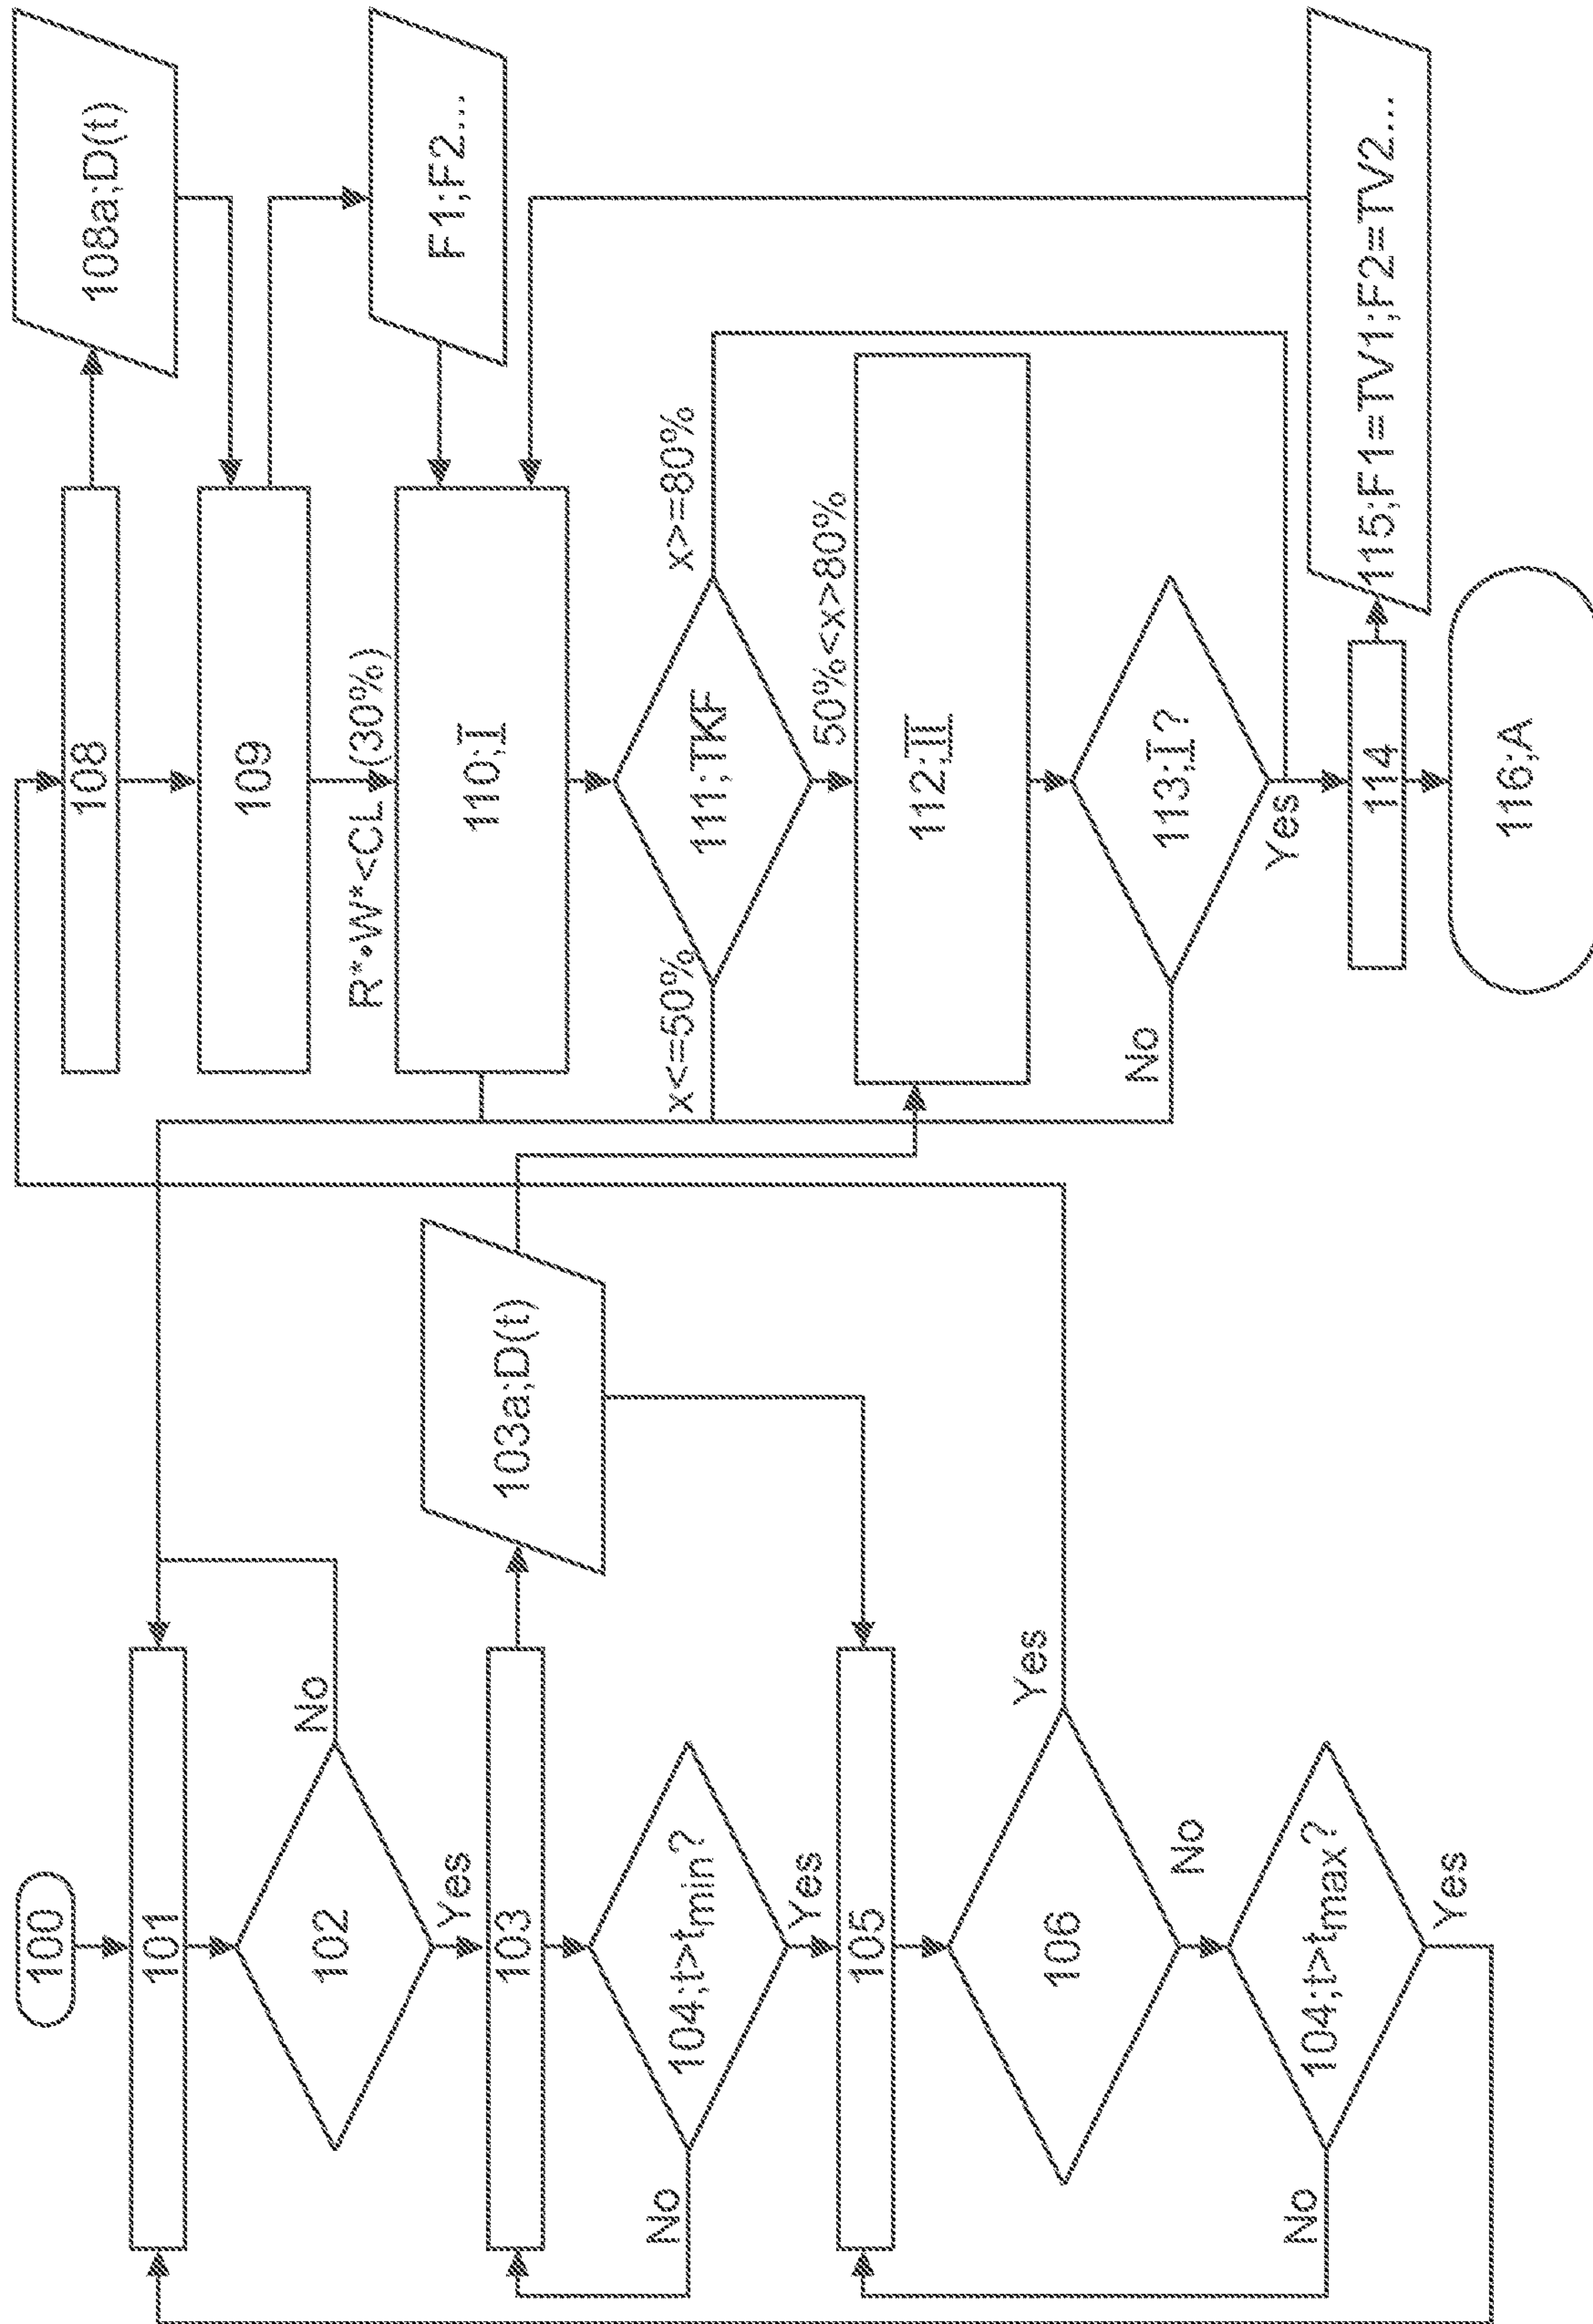 100
101
102
No
Yes
103
103a;D(t)
104;t>tmin?
No
Yes
105
106
Yes
No
104;t>tmax?
No
Yes
108
108a;D(t)
109
F1;F2...
R*•W*<CL (30%)
110;I
111;TKF
x<=50%
x>=80%
50%<x>80%
112;II
113;I?
No
Yes
114
115;F1=TV1;F2=TV2...
116;A